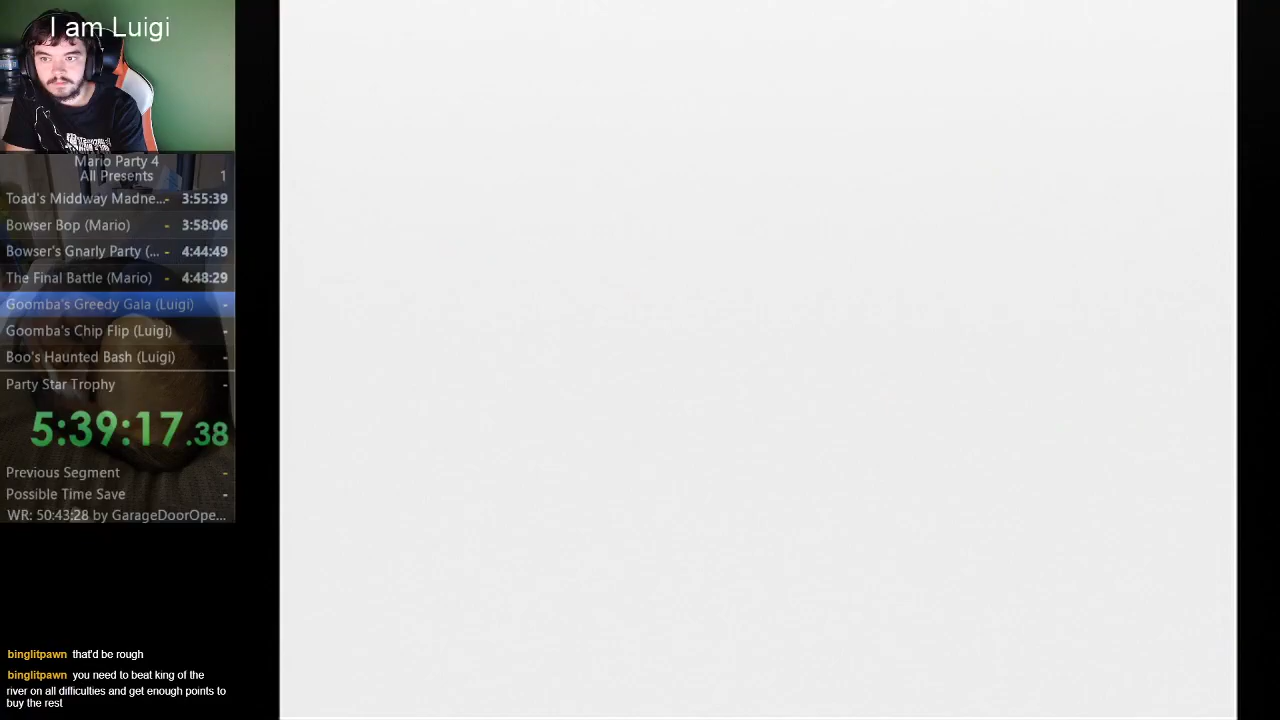 I am Luigi
Mario Party 4
All Presents 1
Toad's Middway Madne... - 3:55:39
Bowser Bop (Mario) - 3:58:06
Bowser's Gnarly Party (... - 4:44:49
The Final Battle (Mario) - 4:48:29
Goomba's Greedy Gala (Luigi) -
Goomba's Chip Flip (Luigi) -
Boo's Haunted Bash (Luigi) -
Party Star Trophy -
5:39:17.38
Previous Segment -
Possible Time Save -
WR: 50:43:28 by GarageDoorOpe...
binglitpawn that'd be rough
binglitpawn you need to beat king of the
river on all difficulties and get enough points to
buy the rest